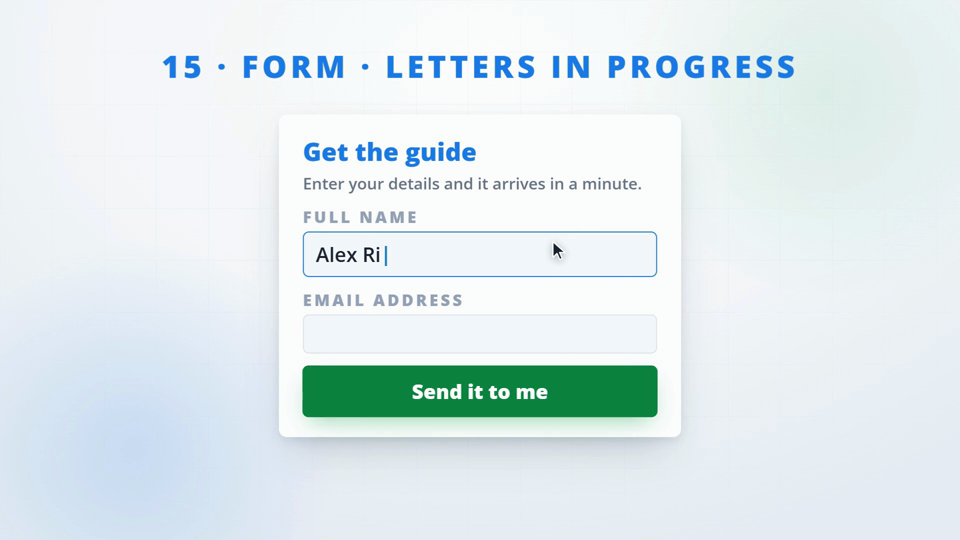 15 · FORM · LETTERS IN PROGRESS
Get the guide
Enter your details and it arrives in a minute.
FULL NAME
Alex Ri
EMAIL ADDRESS
Send it to me